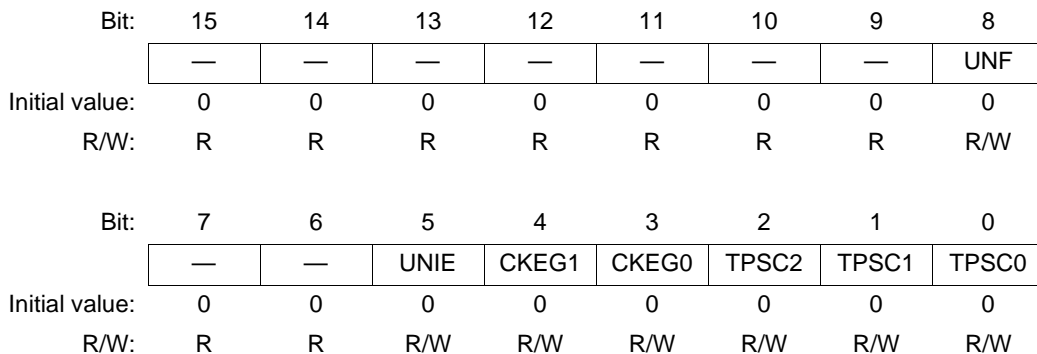 Bit: 15 14 13 12 11 10 9 8
— — — — — — — UNF
Initial value: 0 0 0 0 0 0 0 0
R/W: R R R R R R R R/W
Bit: 7 6 5 4 3 2 1 0
— — UNIE CKEG1 CKEG0 TPSC2 TPSC1 TPSC0
Initial value: 0 0 0 0 0 0 0 0
R/W: R R R/W R/W R/W R/W R/W R/W